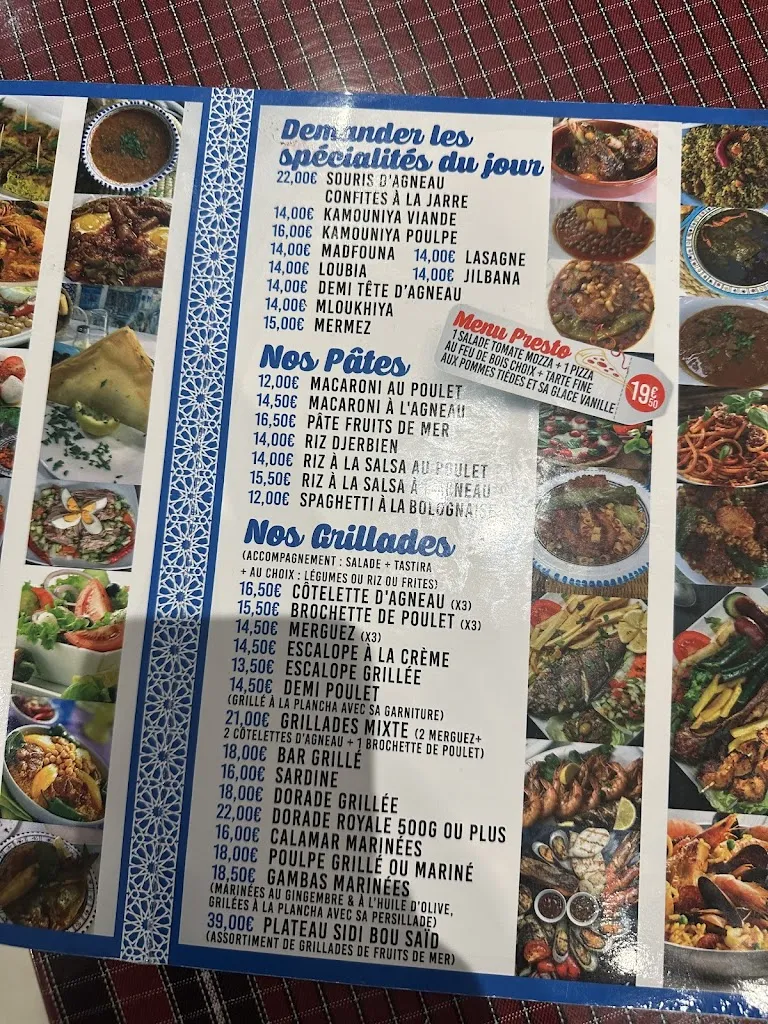 Demander les
spécialités du jour
22,00€ SOURIS D'AGNEAU
CONFITES À LA JARRE
14,00€ KAMOUNIYA VIANDE
16,00€ KAMOUNIYA POULPE
14,00€ MADFOUNA 14,00€ LASAGNE
14,00€ LOUBIA 14,00€ JILBANA
14,00€ DEMI TÊTE D'AGNEAU
14,00€ MLOUKHIYA
15,00€ MERMEZ
Menu Presto
1 SALADE TOMATE MOZZA + 1 PIZZA
AU FEU DE BOIS CHOIX + TARTE FINE
AUX POMMES TIÈDES ET SA GLACE VANILLE
19€50
Nos Pâtes
12,00€ MACARONI AU POULET
14,50€ MACARONI À L'AGNEAU
16,50€ PÂTE FRUITS DE MER
14,00€ RIZ DJERBIEN
14,00€ RIZ À LA SALSA AU POULET
15,50€ RIZ À LA SALSA À L'AGNEAU
12,00€ SPAGHETTI À LA BOLOGNAISE
Nos Grillades
(ACCOMPAGNEMENT : SALADE + TASTIRA
+ AU CHOIX : LÉGUMES OU RIZ OU FRITES)
16,50€ CÔTELETTE D'AGNEAU (X3)
15,50€ BROCHETTE DE POULET (X3)
14,50€ MERGUEZ (X3)
14,50€ ESCALOPE À LA CRÈME
13,50€ ESCALOPE GRILLÉE
14,50€ DEMI POULET
(GRILLÉ À LA PLANCHA AVEC SA GARNITURE)
21,00€ GRILLADES MIXTE (2 MERGUEZ+
2 CÔTELETTES D'AGNEAU + 1 BROCHETTE DE POULET)
18,00€ BAR GRILLÉ
16,00€ SARDINE
18,00€ DORADE GRILLÉE
22,00€ DORADE ROYALE 500G OU PLUS
16,00€ CALAMAR MARINÉES
18,00€ POULPE GRILLÉ OU MARINÉ
18,50€ GAMBAS MARINÉES
(MARINÉES AU GINGEMBRE & À L'HUILE D'OLIVE,
GRILÉES À LA PLANCHA AVEC SA PERSILLADE)
39,00€ PLATEAU SIDI BOU SAÏD
(ASSORTIMENT DE GRILLADES DE FRUITS DE MER)